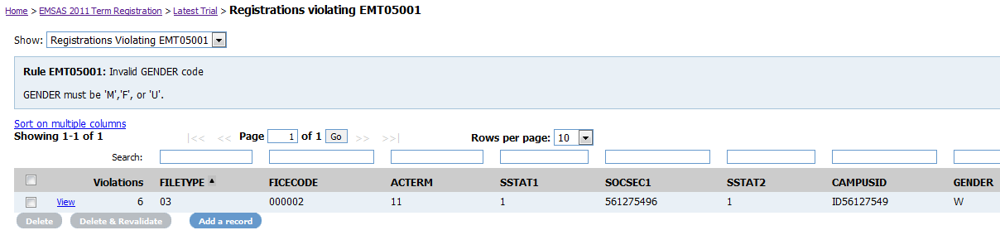 Home > EMSAS 2011 Term Registration > Latest Trial > Registrations violating EMT05001
Show: Registrations Violating EMT05001
Rule EMT05001: Invalid GENDER code
GENDER must be 'M','F', or 'U'.
Sort on multiple columns
Showing 1-1 of 1 |<< << Page 1 of 1 Go >> >>| Rows per page: 10
Search:
Violations FILETYPE FICECODE ACTERM SSTAT1 SOCSEC1 SSTAT2 CAMPUSID GENDER
View 6 03 000002 11 1 561275496 1 ID56127549 W
Delete Delete & Revalidate Add a record